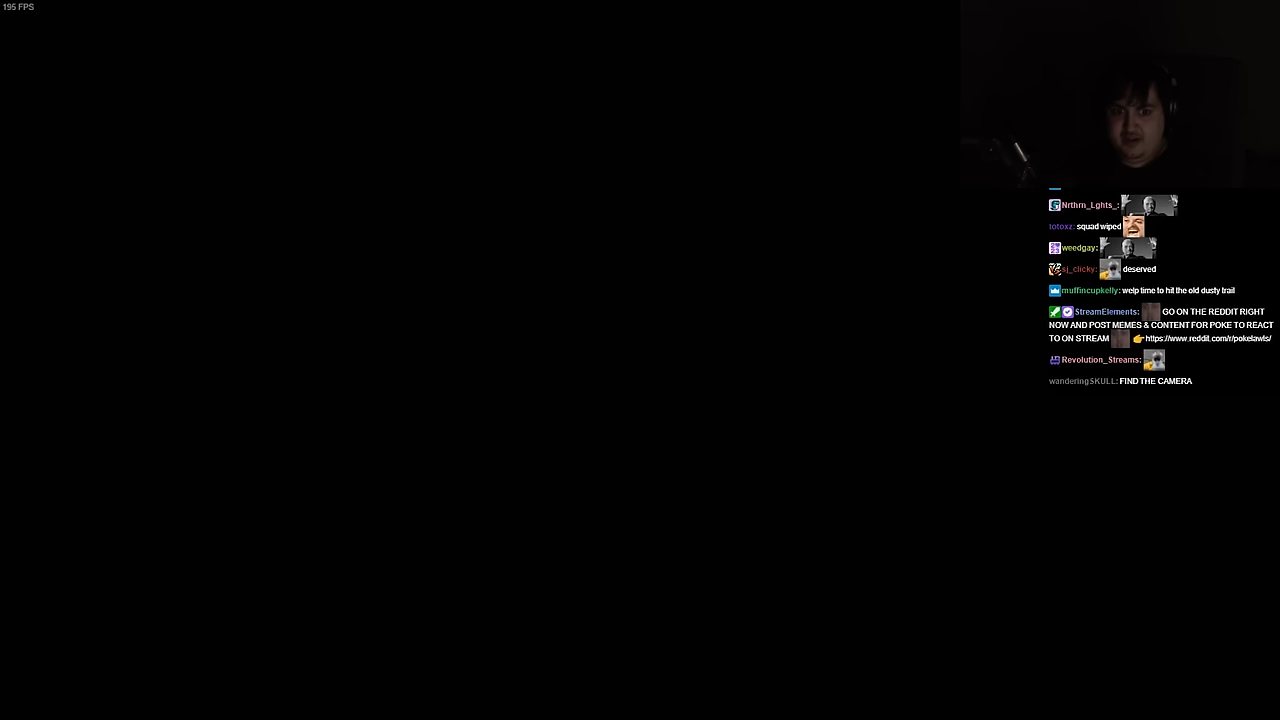 195 FPS
Nrthrn_Lghts_:
totoxz: squad wiped
weedgay:
sj_clicky: deserved
muffincupkelly: welp time to hit the old dusty trail
StreamElements: GO ON THE REDDIT RIGHT
NOW AND POST MEMES & CONTENT FOR POKE TO REACT
TO ON STREAM 👉https://www.reddit.com/r/pokelawls/
Revolution_Streams:
wanderingSKULL: FIND THE CAMERA